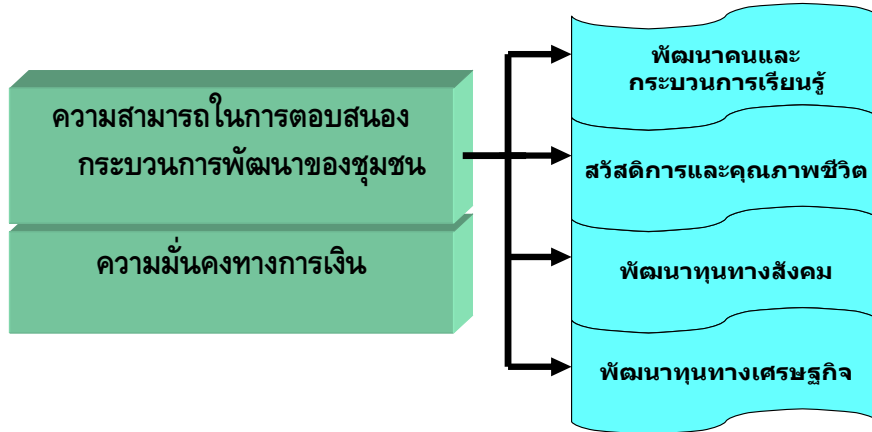 ความสามารถในการตอบสนอง
กระบวนการพัฒนาของชุมชน
ความมั่นคงทางการเงิน
พัฒนาคนและ
กระบวนการเรียนรู้
สวัสดิการและคุณภาพชีวิต
พัฒนาทุนทางสังคม
พัฒนาทุนทางเศรษฐกิจ